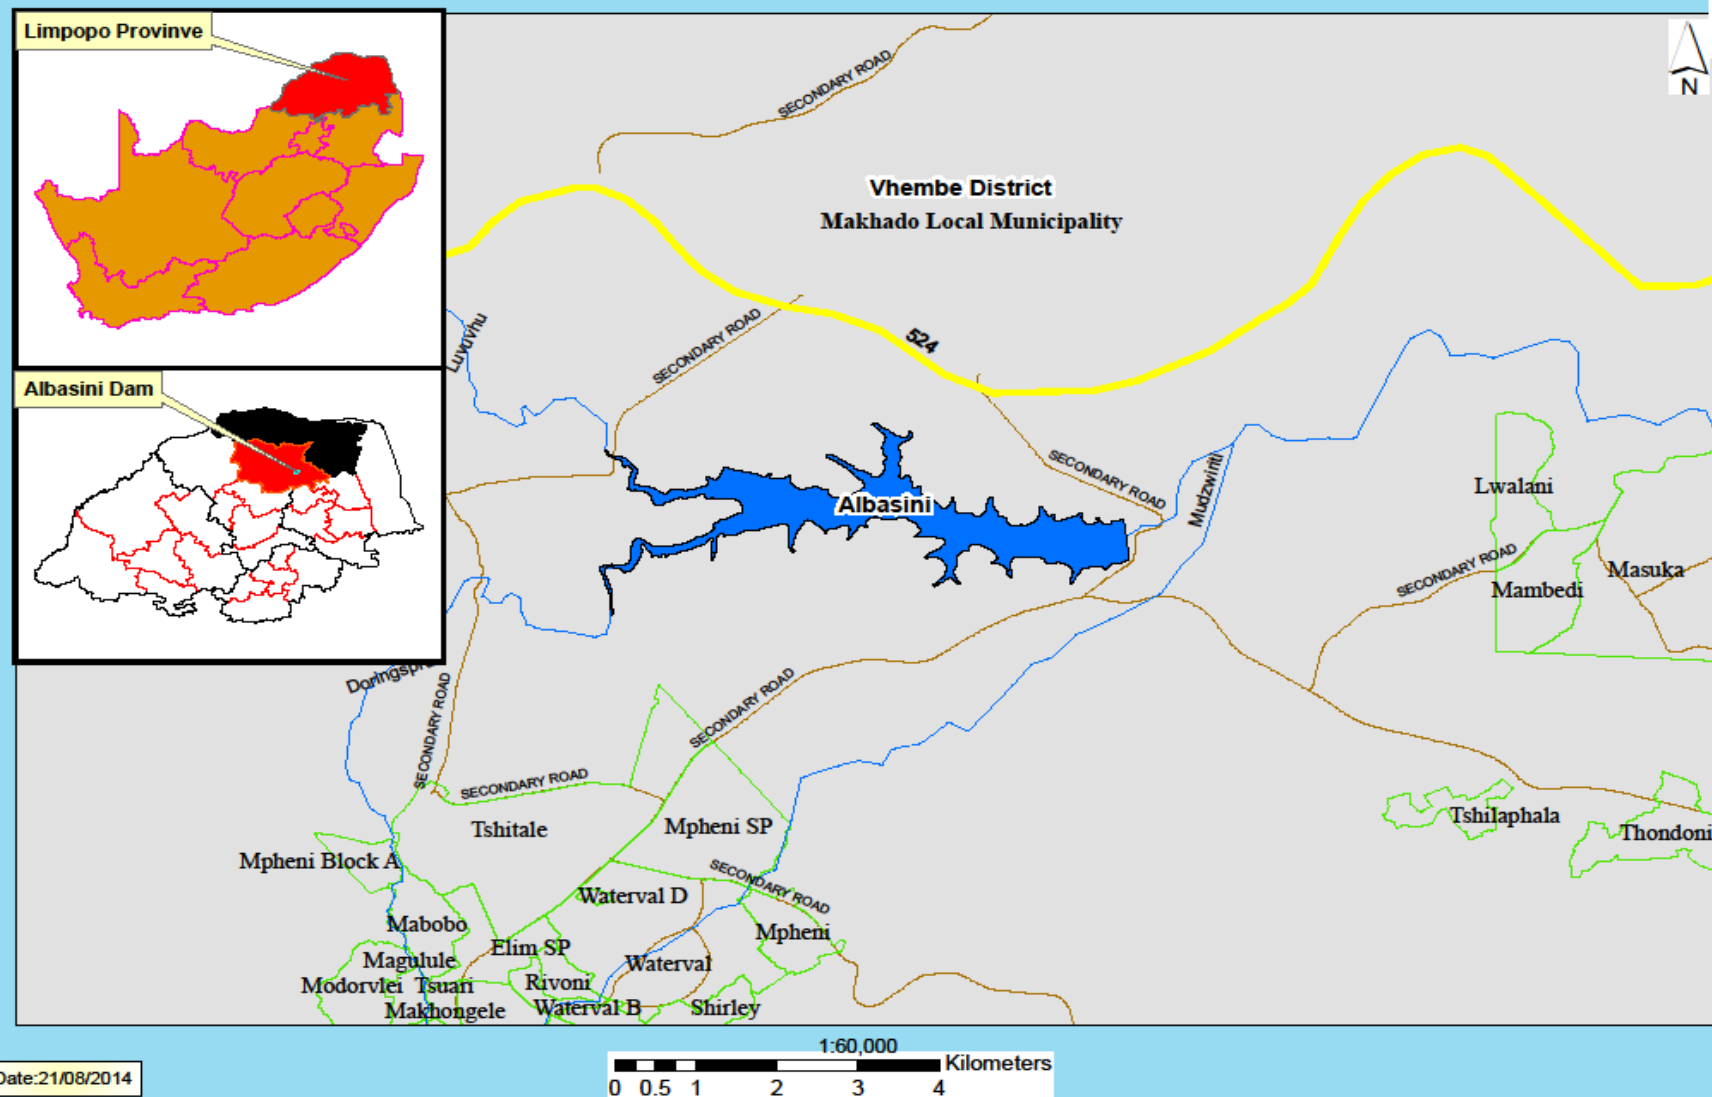 Limpopo Provinve
Albasini Dam
N
SECONDARY ROAD
Vhembe District
Makhado Local Municipality
Luvuvhu
SECONDARY ROAD
524
SECONDARY ROAD
Mudzwiriti
Albasini
Lwalani
SECONDARY ROAD
Masuka
Mambedi
SECONDARY ROAD
SECONDARY ROAD
SECONDARY ROAD
Tshitale
Mpheni SP
Tshilaphala
Thondoni
Mpheni Block A
SECONDARY ROAD
Waterval D
Mabobo
Mpheni
Elim SP
Magulule
Waterval
Modorvlei
Tsuari
Rivoni
Makhongele
Waterval B
Shirley
1:60,000
Kilometers
0 0.5 1 2 3 4
Date:21/08/2014